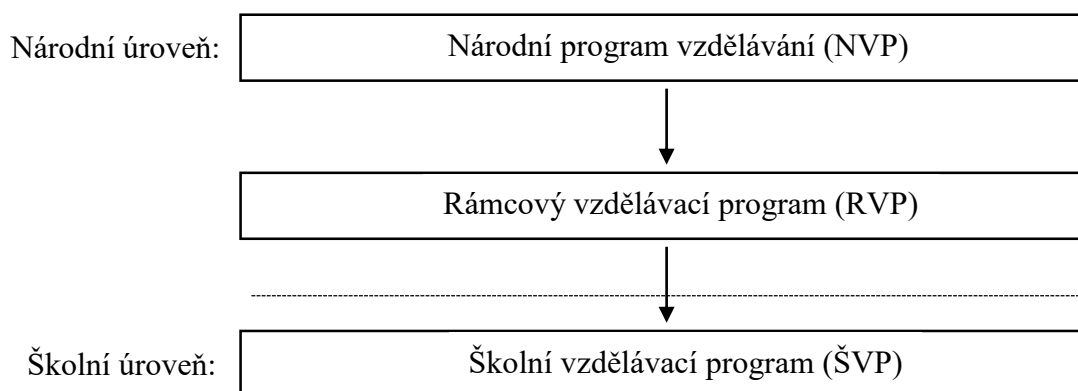 Národní úroveň: Národní program vzdělávání (NVP)
Rámcový vzdělávací program (RVP)
Školní úroveň: Školní vzdělávací program (ŠVP)